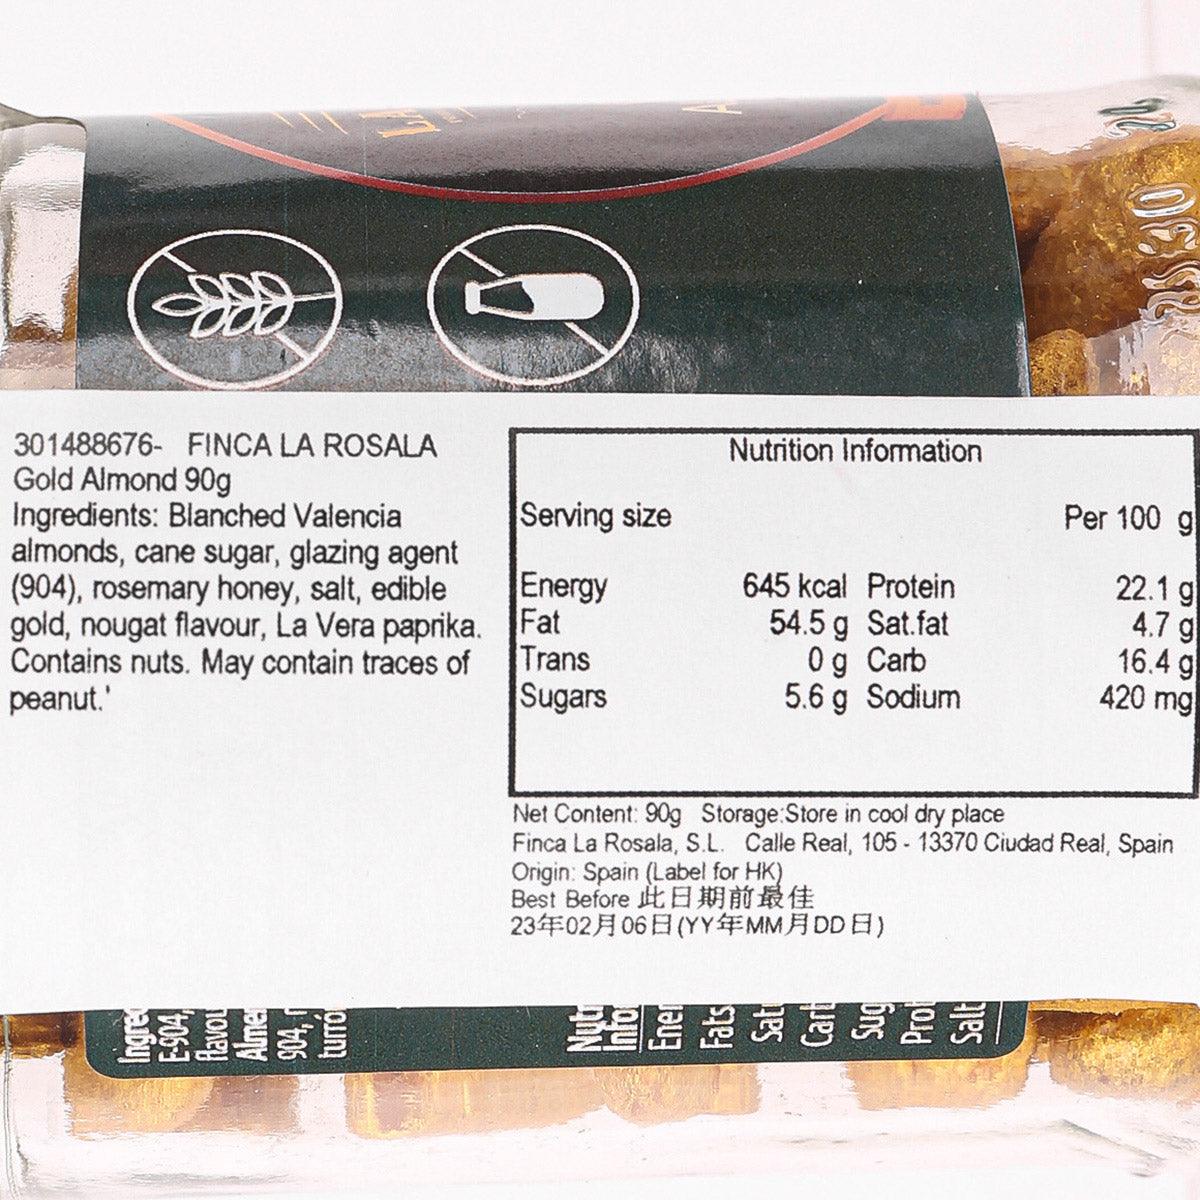 301488676- FINCA LA ROSALA
Gold Almond 90g
Ingredients: Blanched Valencia
almonds, cane sugar, glazing agent
(904), rosemary honey, salt, edible
gold, nougat flavour, La Vera paprika.
Contains nuts. May contain traces of
peanut.'
Nutrition Information
Serving size Per 100 g
Energy 645 kcal Protein 22.1 g
Fat 54.5 g Sat.fat 4.7 g
Trans 0 g Carb 16.4 g
Sugars 5.6 g Sodium 420 mg
Net Content: 90g Storage:Store in cool dry place
Finca La Rosala, S.L. Calle Real, 105 - 13370 Ciudad Real, Spain
Origin: Spain (Label for HK)
Best Before 此日期前最佳
23年02月06日(YY年MM月DD日)
E-904,
904,
Fats